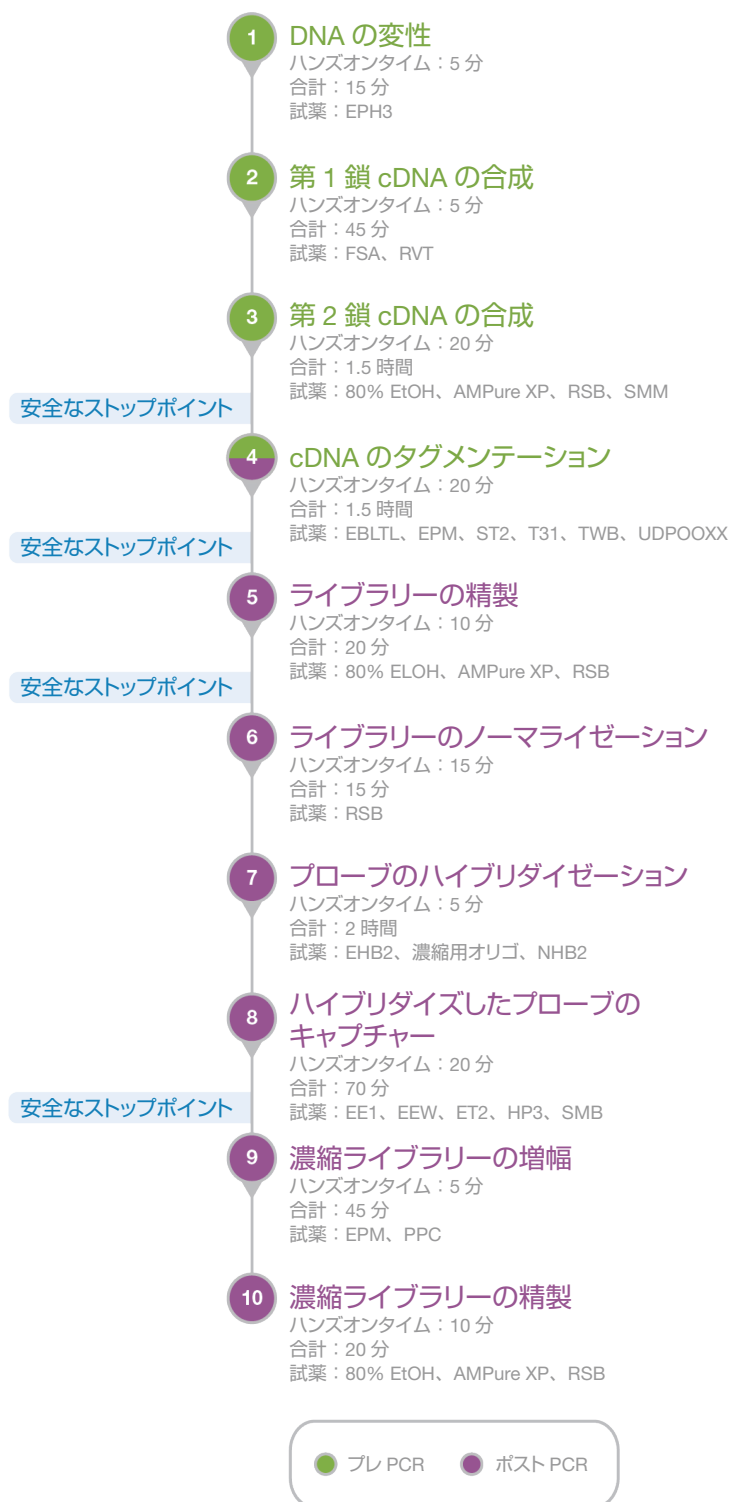 1
DNA の変性
ハンズオンタイム：5 分
合計：15 分
試薬：EPH3
2
第 1 鎖 cDNA の合成
ハンズオンタイム：5 分
合計：45 分
試薬：FSA、RVT
3
第 2 鎖 cDNA の合成
ハンズオンタイム：20 分
合計：1.5 時間
試薬：80% EtOH、AMPure XP、RSB、SMM
安全なストップポイント
4
cDNA のタグメンテーション
ハンズオンタイム：20 分
合計：1.5 時間
試薬：EBLTL、EPM、ST2、T31、TWB、UDPOOXX
安全なストップポイント
5
ライブラリーの精製
ハンズオンタイム：10 分
合計：20 分
試薬：80% ELOH、AMPure XP、RSB
安全なストップポイント
6
ライブラリーのノーマライゼーション
ハンズオンタイム：15 分
合計：15 分
試薬：RSB
7
プローブのハイブリダイゼーション
ハンズオンタイム：5 分
合計：2 時間
試薬：EHB2、濃縮用オリゴ、NHB2
8
ハイブリダイズしたプローブの
キャプチャー
ハンズオンタイム：20 分
合計：70 分
試薬：EE1、EEW、ET2、HP3、SMB
安全なストップポイント
9
濃縮ライブラリーの増幅
ハンズオンタイム：5 分
合計：45 分
試薬：EPM、PPC
10
濃縮ライブラリーの精製
ハンズオンタイム：10 分
合計：20 分
試薬：80% EtOH、AMPure XP、RSB
プレ PCR
ポスト PCR